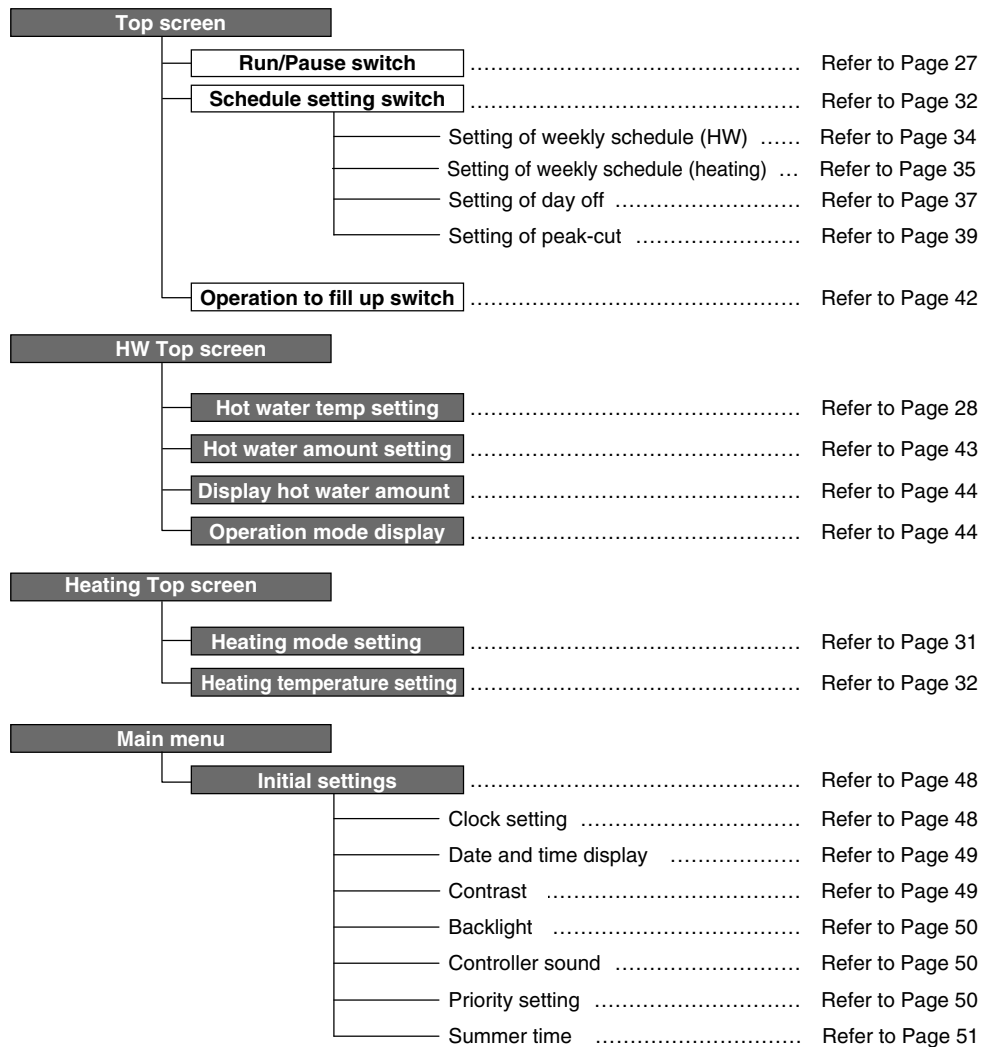 Top screen
Run/Pause switch ……………………………………… Refer to Page 27
Schedule setting switch ……………………………………… Refer to Page 32
Setting of weekly schedule (HW) …… Refer to Page 34
Setting of weekly schedule (heating) … Refer to Page 35
Setting of day off …………………… Refer to Page 37
Setting of peak-cut ………………… Refer to Page 39
Operation to fill up switch ……………………………………… Refer to Page 42
HW Top screen
Hot water temp setting ……………………………………… Refer to Page 28
Hot water amount setting ……………………………………… Refer to Page 43
Display hot water amount ……………………………………… Refer to Page 44
Operation mode display ……………………………………… Refer to Page 44
Heating Top screen
Heating mode setting ……………………………………… Refer to Page 31
Heating temperature setting ……………………………………… Refer to Page 32
Main menu
Initial settings ……………………………………… Refer to Page 48
Clock setting ………………………… Refer to Page 48
Date and time display ……………… Refer to Page 49
Contrast …………………………… Refer to Page 49
Backlight …………………………… Refer to Page 50
Controller sound …………………… Refer to Page 50
Priority setting ……………………… Refer to Page 50
Summer time ……………………… Refer to Page 51